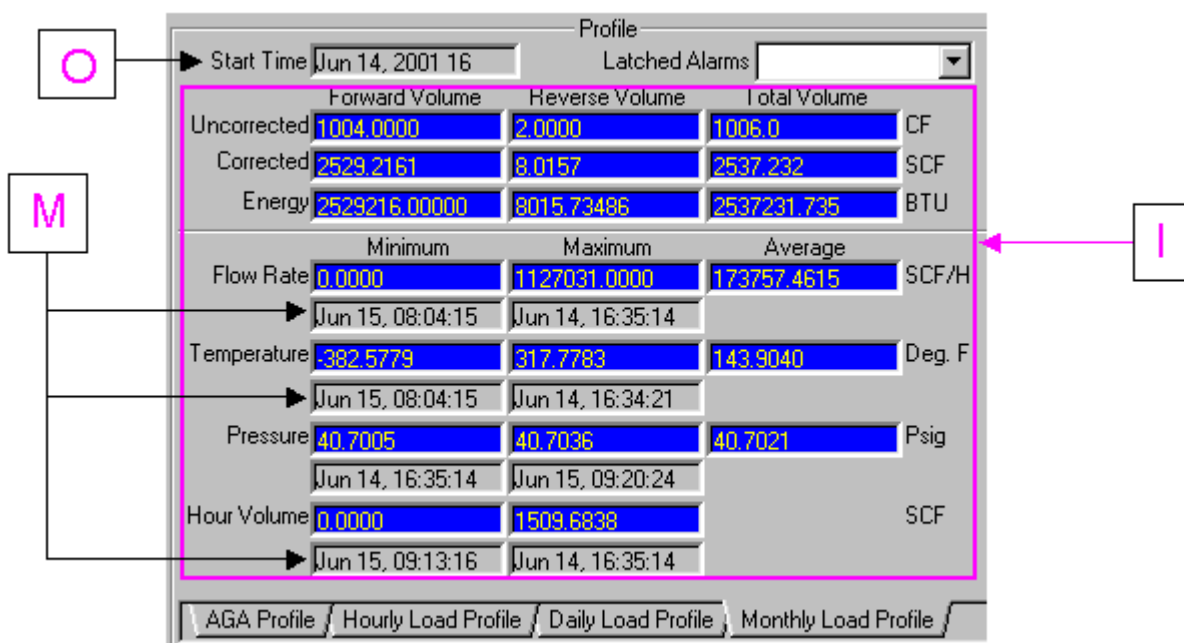 Profile
O
Start Time Jun 14, 2001 16 Latched Alarms
Forward Volume Reverse Volume Total Volume
Uncorrected 1004.0000 2.0000 1006.0 CF
Corrected 2529.2161 8.0157 2537.232 SCF
M
Energy 2529216.00000 8015.73486 2537231.735 BTU
I
Minimum Maximum Average
Flow Rate 0.0000 1127031.0000 173757.4615 SCF/H
Jun 15, 08:04:15 Jun 14, 16:35:14
Temperature -382.5779 317.7783 143.9040 Deg. F
Jun 15, 08:04:15 Jun 14, 16:34:21
Pressure 40.7005 40.7036 40.7021 Psig
Jun 14, 16:35:14 Jun 15, 09:20:24
Hour Volume 0.0000 1509.6838 SCF
Jun 15, 09:13:16 Jun 14, 16:35:14
AGA Profile Hourly Load Profile Daily Load Profile Monthly Load Profile